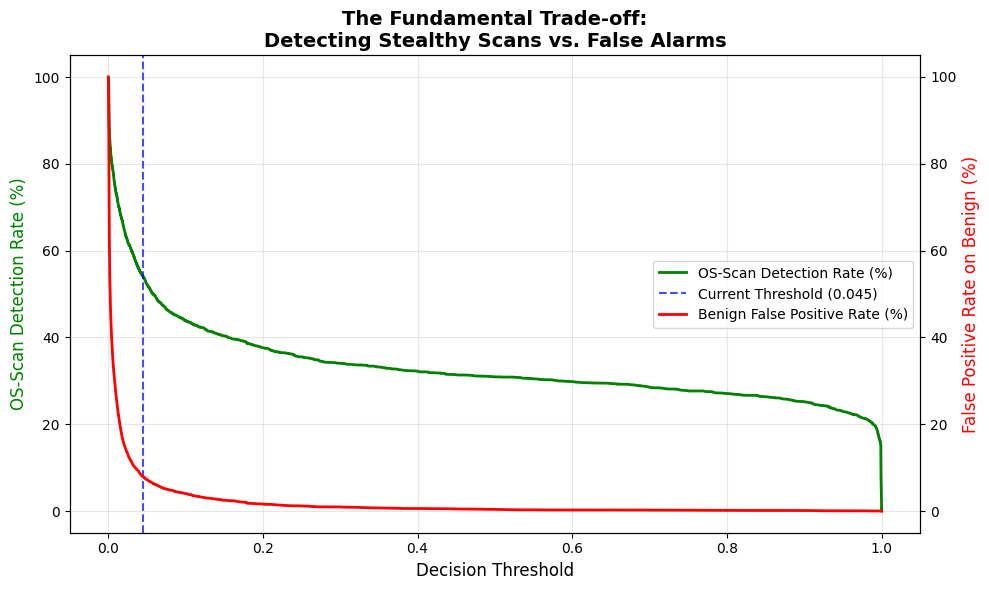 The Fundamental Trade-off:
Detecting Stealthy Scans vs. False Alarms
OS-Scan Detection Rate (%)
100
80
60
40
20
0
100
80
60
40
20
0
False Positive Rate on Benign (%)
OS-Scan Detection Rate (%)
Current Threshold (0.045)
Benign False Positive Rate (%)
0.0 0.2 0.4 0.6 0.8 1.0
Decision Threshold